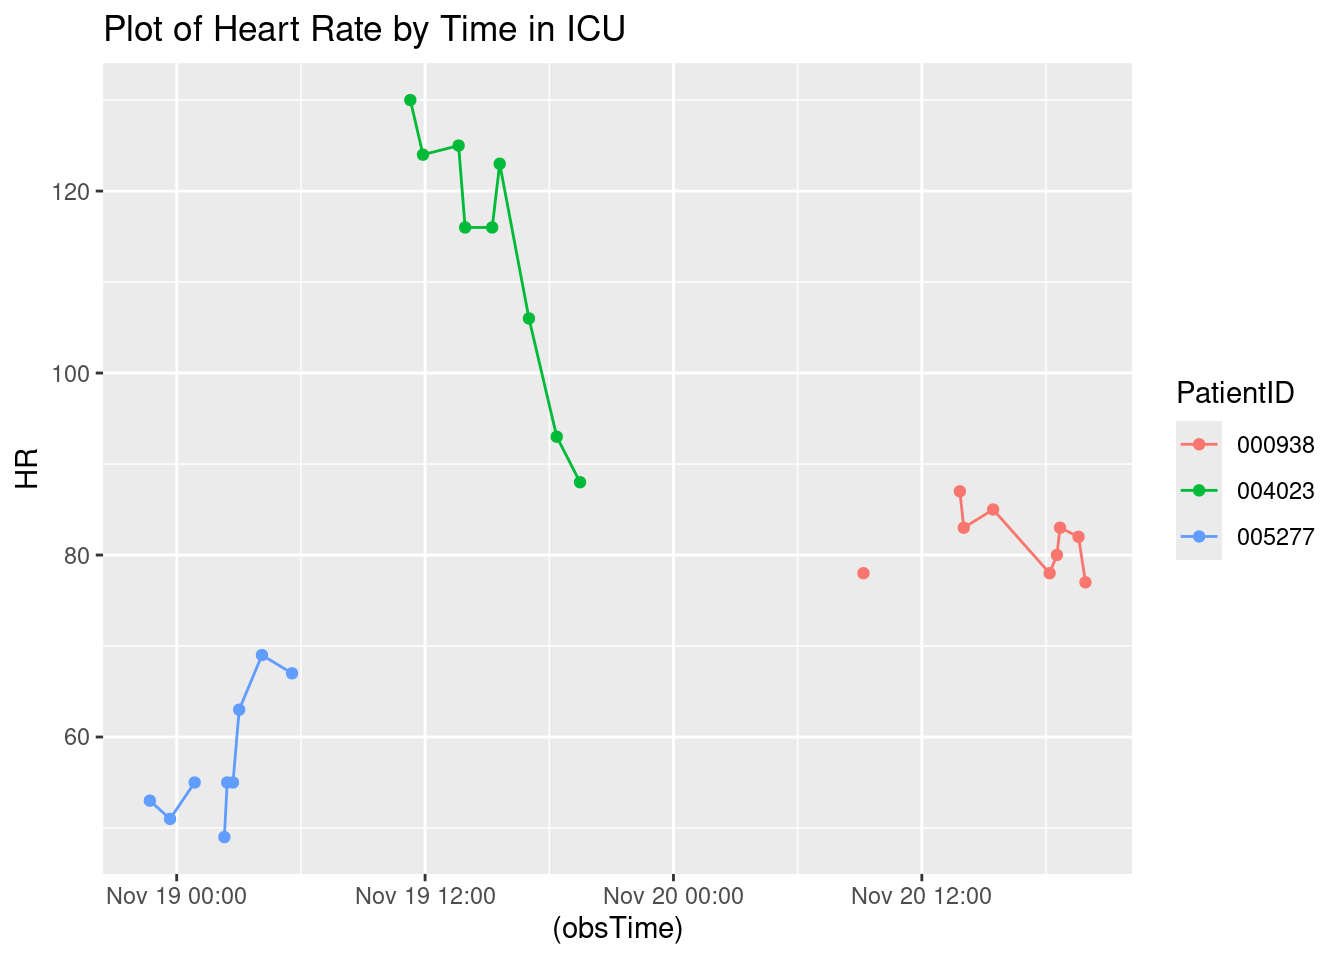 Plot of Heart Rate by Time in ICU
120
100
80
60
HR
Nov 19 00:00 Nov 19 12:00 Nov 20 00:00 Nov 20 12:00
(obsTime)
PatientID
000938
004023
005277